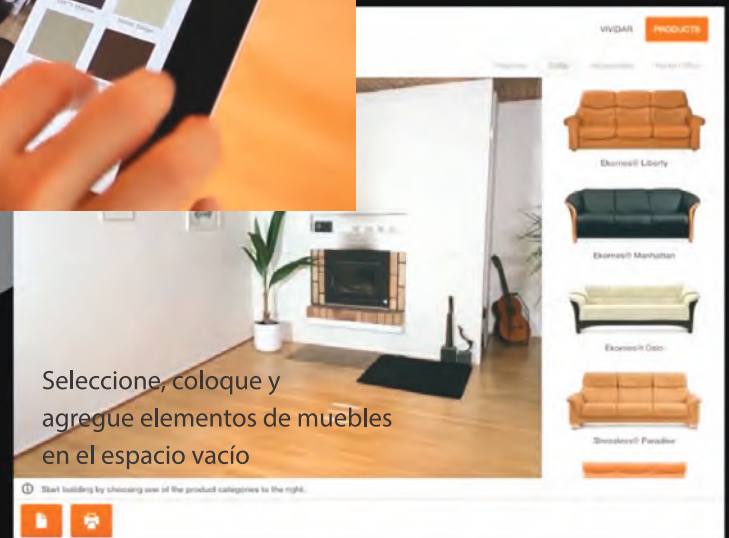 VIVIDAR
PRODUCTS
Sofas
Ekornes® Liberty
Ekornes® Manhattan
Ekornes® Oslo
Stressless® Paradise
Seleccione, coloque y
agregue elementos de muebles
en el espacio vacío
Start building by choosing one of the product categories to the right.